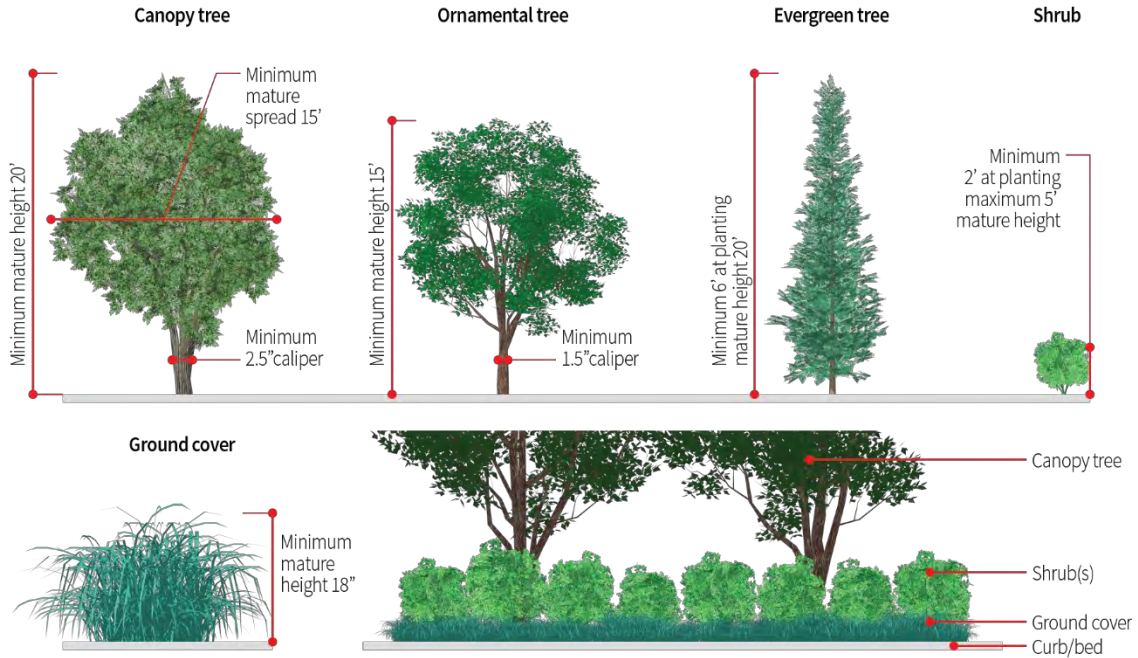 Canopy tree
Ornamental tree
Evergreen tree
Shrub
Minimum mature height 20’
Minimum
mature
spread 15’
Minimum
2.5”caliper
Minimum mature height 15’
Minimum
1.5”caliper
Minimum 6’ at planting
mature height 20’
Minimum
2’ at planting
maximum 5’
mature height
Ground cover
Minimum
mature
height 18”
Canopy tree
Shrub(s)
Ground cover
Curb/bed